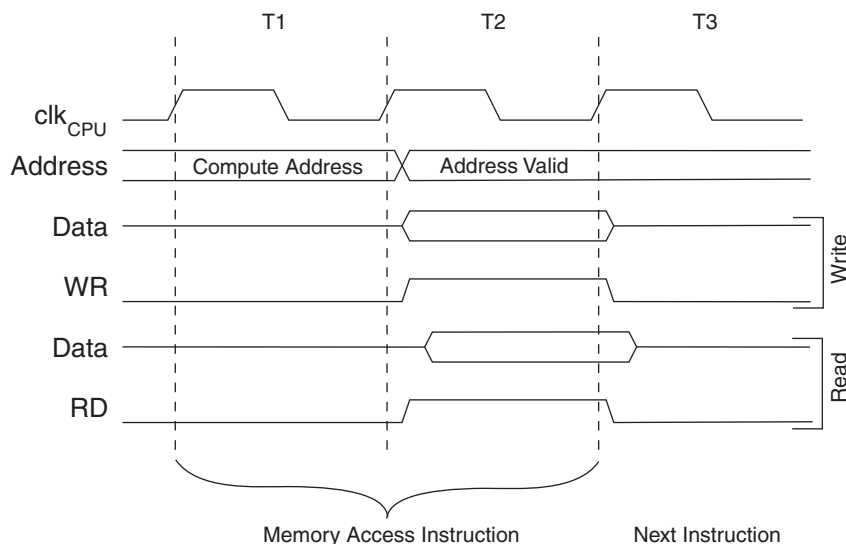 T1 T2 T3
clkCPU
Address Compute Address Address Valid
Data
WR
Write
Data
RD
Read
Memory Access Instruction Next Instruction